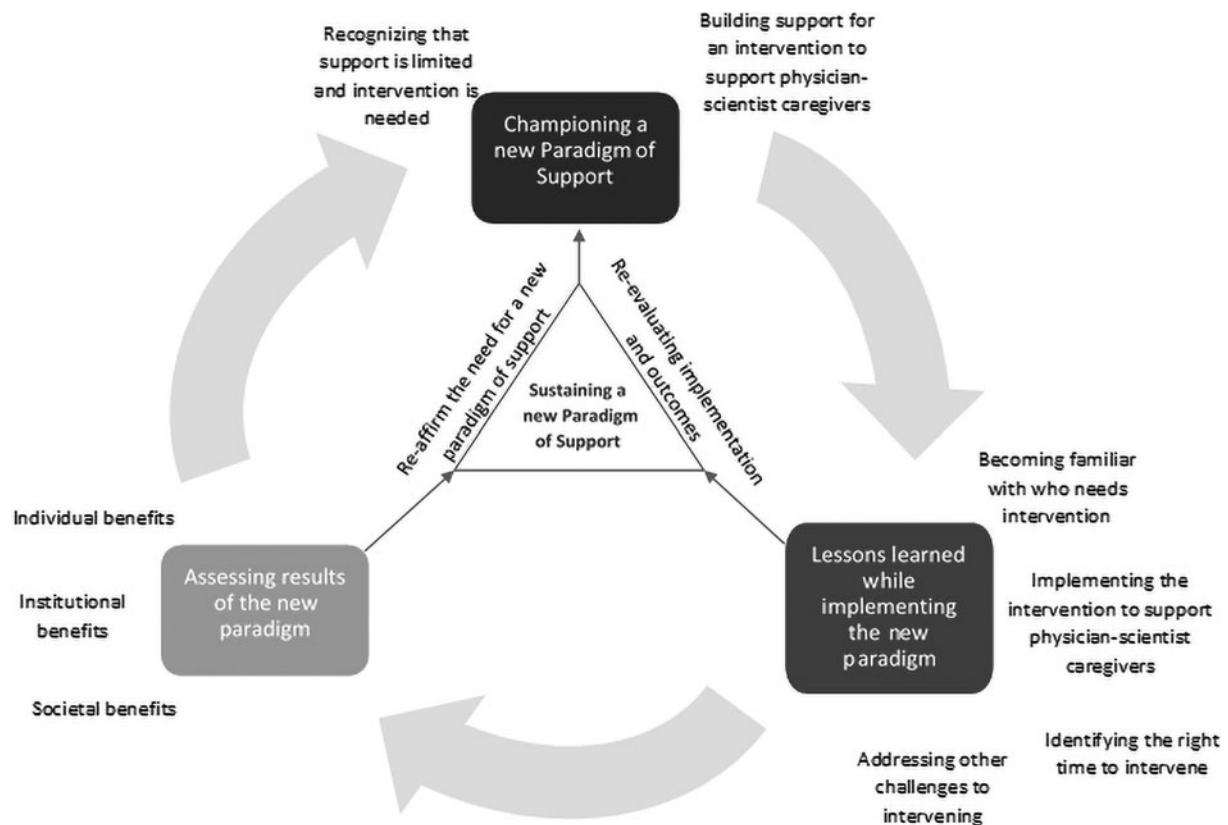 Recognizing that
support is limited
and intervention is
needed
Building support for
an intervention to
support physician-
scientist caregivers
Championing a
new Paradigm of
Support
Re-affirm the need for a new
paradigm of support
Re-evaluating implementation
and outcomes
Sustaining a
new Paradigm
of Support
Becoming familiar
with who needs
intervention
Individual benefits
Institutional
benefits
Societal benefits
Assessing results
of the new
paradigm
Lessons learned
while
implementing
the new
paradigm
Implementing the
intervention to support
physician-scientist
caregivers
Identifying the right
time to intervene
Addressing other
challenges to
intervening